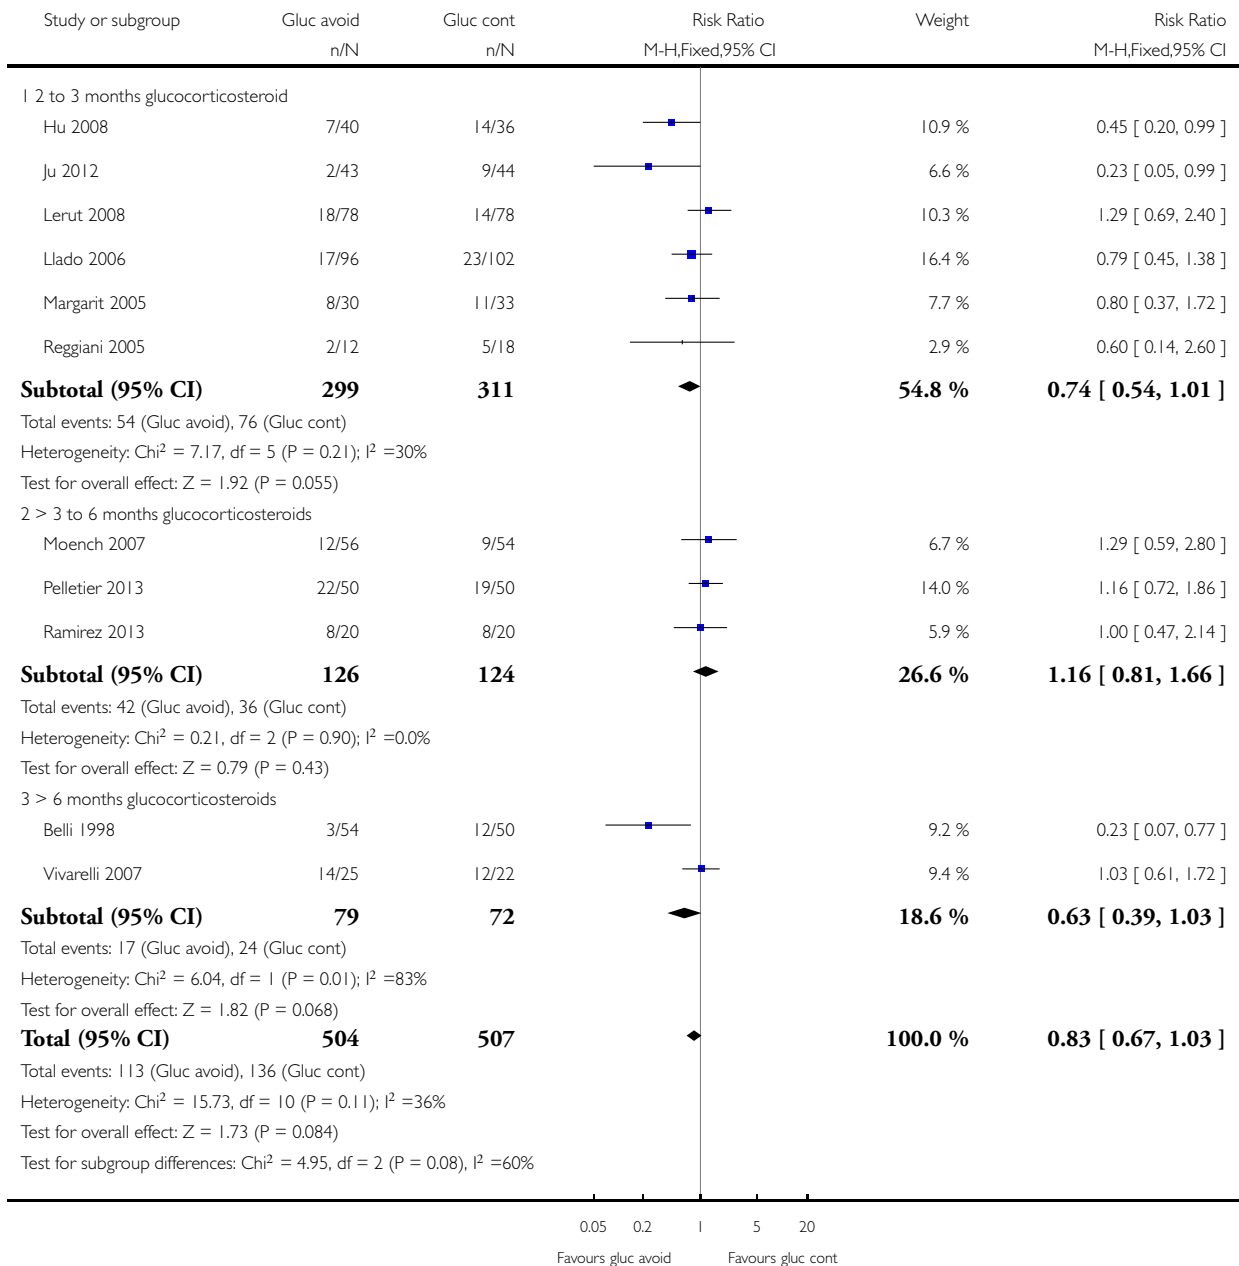 Study or subgroup Gluc avoid Gluc cont Risk Ratio Weight Risk Ratio
n/N n/N M-H,Fixed,95% CI M-H,Fixed,95% CI
1 2 to 3 months glucocorticosteroid
Hu 2008 7/40 14/36 10.9 % 0.45 [ 0.20, 0.99 ]
Ju 2012 2/43 9/44 6.6 % 0.23 [ 0.05, 0.99 ]
Lerut 2008 18/78 14/78 10.3 % 1.29 [ 0.69, 2.40 ]
Llado 2006 17/96 23/102 16.4 % 0.79 [ 0.45, 1.38 ]
Margarit 2005 8/30 11/33 7.7 % 0.80 [ 0.37, 1.72 ]
Reggiani 2005 2/12 5/18 2.9 % 0.60 [ 0.14, 2.60 ]
Subtotal (95% CI) 299 311 54.8 % 0.74 [ 0.54, 1.01 ]
Total events: 54 (Gluc avoid), 76 (Gluc cont)
Heterogeneity: Chi² = 7.17, df = 5 (P = 0.21); I² =30%
Test for overall effect: Z = 1.92 (P = 0.055)
2 > 3 to 6 months glucocorticosteroids
Moench 2007 12/56 9/54 6.7 % 1.29 [ 0.59, 2.80 ]
Pelletier 2013 22/50 19/50 14.0 % 1.16 [ 0.72, 1.86 ]
Ramirez 2013 8/20 8/20 5.9 % 1.00 [ 0.47, 2.14 ]
Subtotal (95% CI) 126 124 26.6 % 1.16 [ 0.81, 1.66 ]
Total events: 42 (Gluc avoid), 36 (Gluc cont)
Heterogeneity: Chi² = 0.21, df = 2 (P = 0.90); I² =0.0%
Test for overall effect: Z = 0.79 (P = 0.43)
3 > 6 months glucocorticosteroids
Belli 1998 3/54 12/50 9.2 % 0.23 [ 0.07, 0.77 ]
Vivarelli 2007 14/25 12/22 9.4 % 1.03 [ 0.61, 1.72 ]
Subtotal (95% CI) 79 72 18.6 % 0.63 [ 0.39, 1.03 ]
Total events: 17 (Gluc avoid), 24 (Gluc cont)
Heterogeneity: Chi² = 6.04, df = 1 (P = 0.01); I² =83%
Test for overall effect: Z = 1.82 (P = 0.068)
Total (95% CI) 504 507 100.0 % 0.83 [ 0.67, 1.03 ]
Total events: 113 (Gluc avoid), 136 (Gluc cont)
Heterogeneity: Chi² = 15.73, df = 10 (P = 0.11); I² =36%
Test for overall effect: Z = 1.73 (P = 0.084)
Test for subgroup differences: Chi² = 4.95, df = 2 (P = 0.08), I² =60%
0.05 0.2 1 5 20
Favours gluc avoid Favours gluc cont